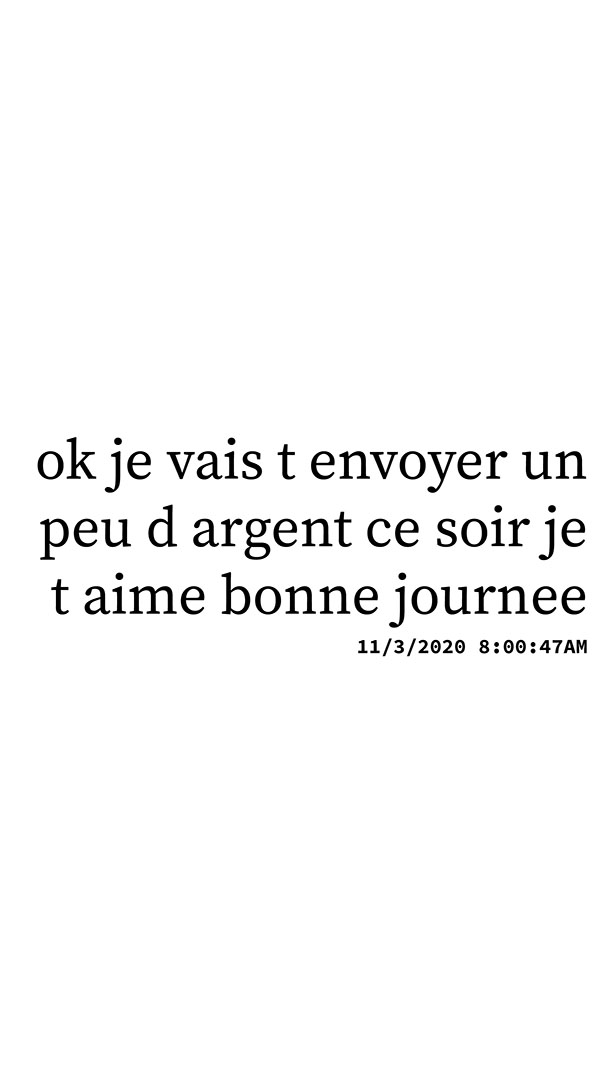 ok je vais t envoyer un
peu d argent ce soir je
t aime bonne journee
11/3/2020 8:00:47AM